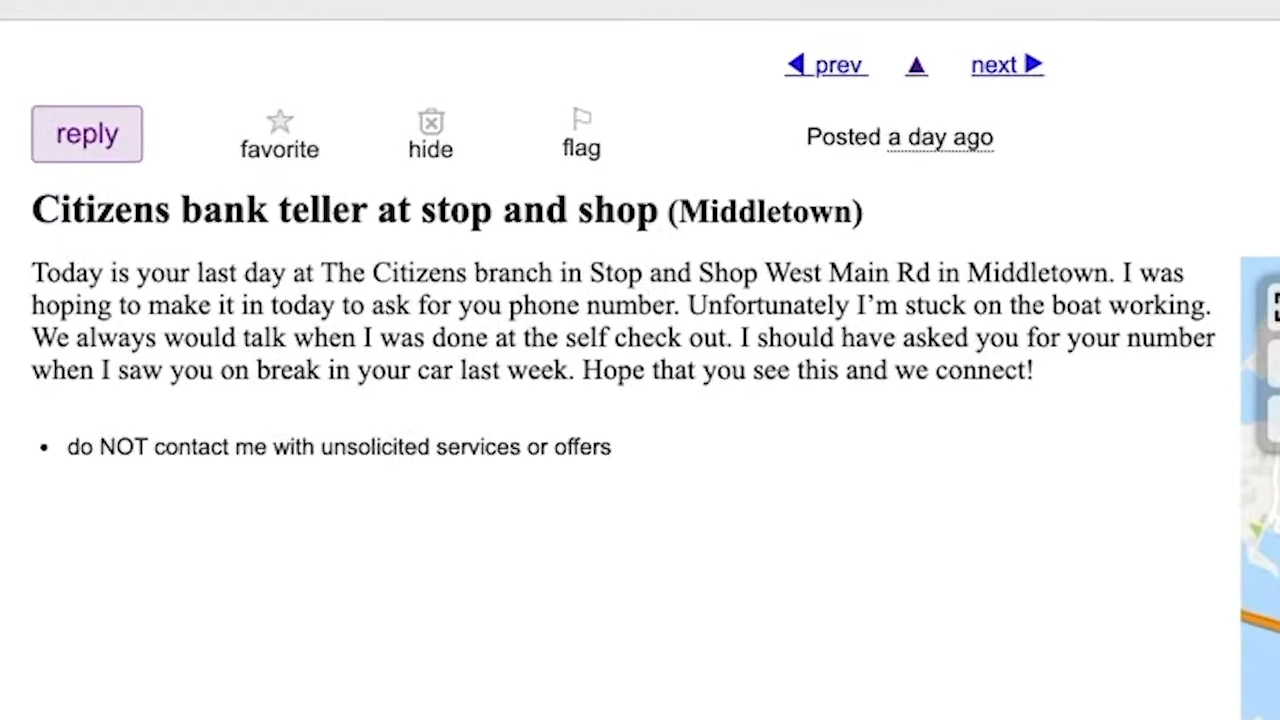 ◀ prev ▲ next ▶
reply favorite hide flag Posted a day ago
Citizens bank teller at stop and shop (Middletown)
Today is your last day at The Citizens branch in Stop and Shop West Main Rd in Middletown. I was
hoping to make it in today to ask for you phone number. Unfortunately I’m stuck on the boat working.
We always would talk when I was done at the self check out. I should have asked you for your number
when I saw you on break in your car last week. Hope that you see this and we connect!
• do NOT contact me with unsolicited services or offers